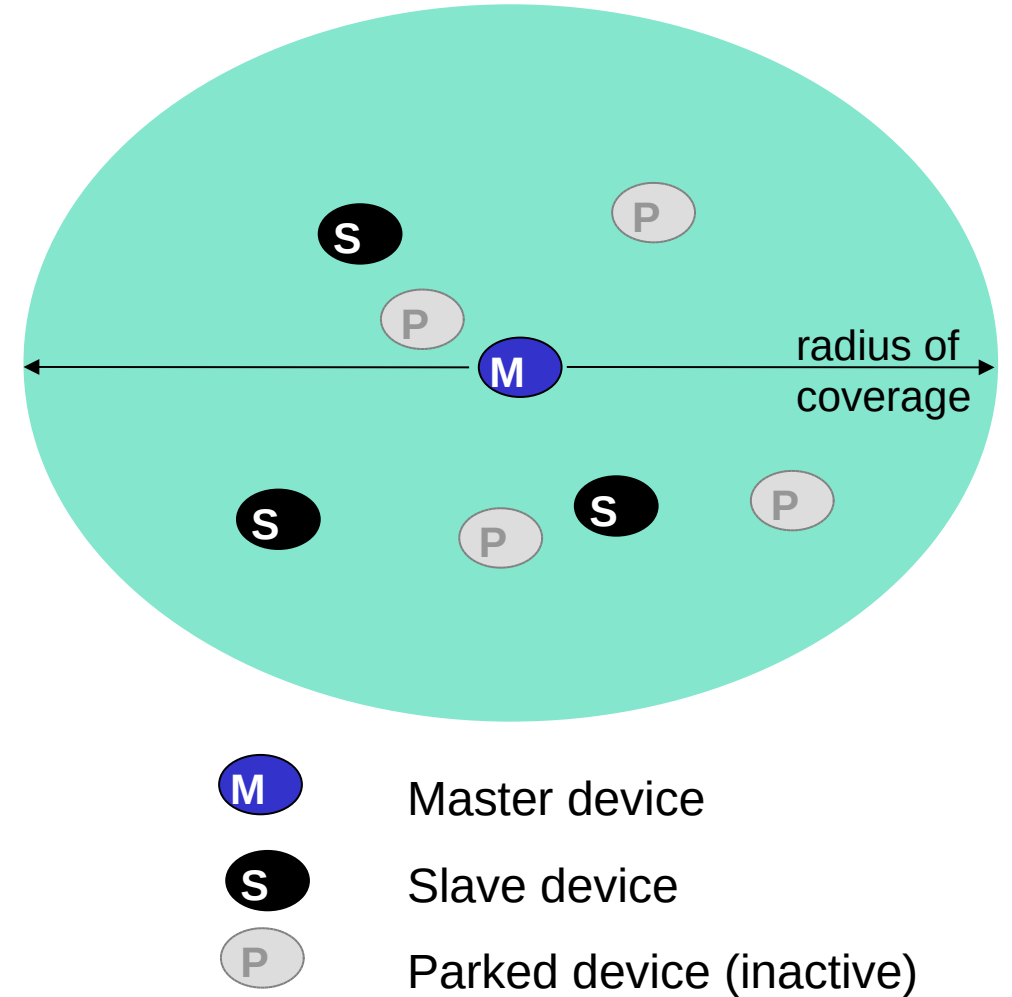 P
S
P
M
radius of
coverage
P
S
S
P
M Master device
S Slave device
P Parked device (inactive)